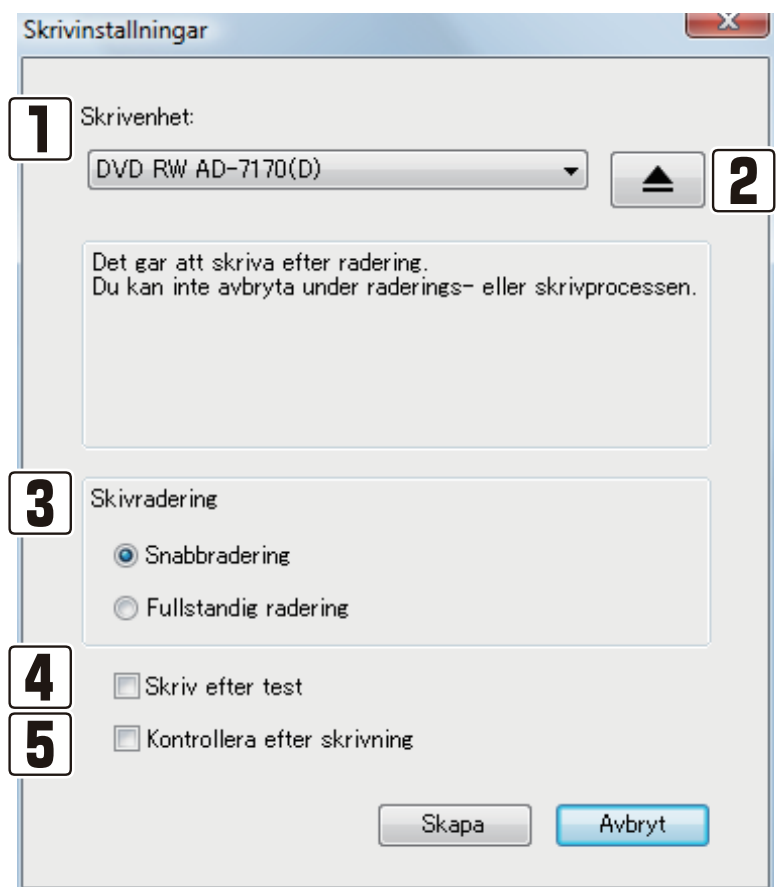 Skrivinstallningar
1
Skrivenhet:
DVD RW AD-7170(D)
2
Det gar att skriva efter radering.
Du kan inte avbryta under raderings- eller skrivprocessen.
3
Skivradering
Snabbradering
Fullstandig radering
4
Skriv efter test
5
Kontrollera efter skrivning
Skapa
Avbryt